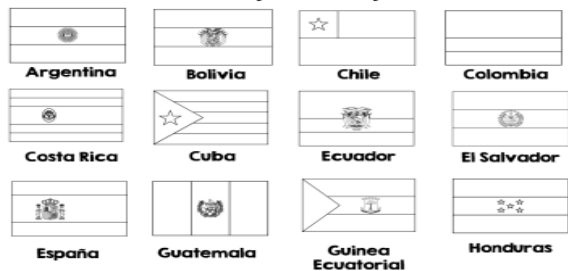 Argentina
Bolivia
Chile
Colombia
Costa Rica
Cuba
Ecuador
El Salvador
España
Guatemala
Guinea
Ecuatorial
Honduras